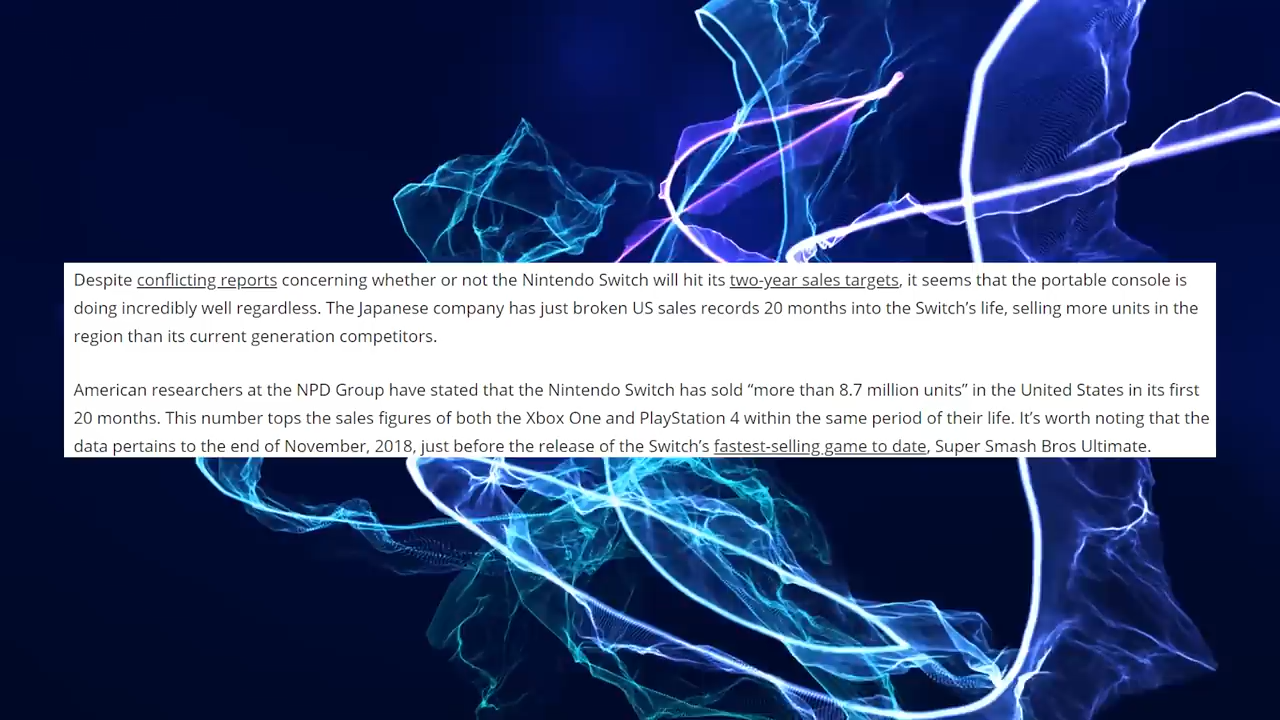 Despite conflicting reports concerning whether or not the Nintendo Switch will hit its two-year sales targets, it seems that the portable console is
doing incredibly well regardless. The Japanese company has just broken US sales records 20 months into the Switch’s life, selling more units in the
region than its current generation competitors.
American researchers at the NPD Group have stated that the Nintendo Switch has sold “more than 8.7 million units” in the United States in its first
20 months. This number tops the sales figures of both the Xbox One and PlayStation 4 within the same period of their life. It’s worth noting that the
data pertains to the end of November, 2018, just before the release of the Switch’s fastest-selling game to date, Super Smash Bros Ultimate.